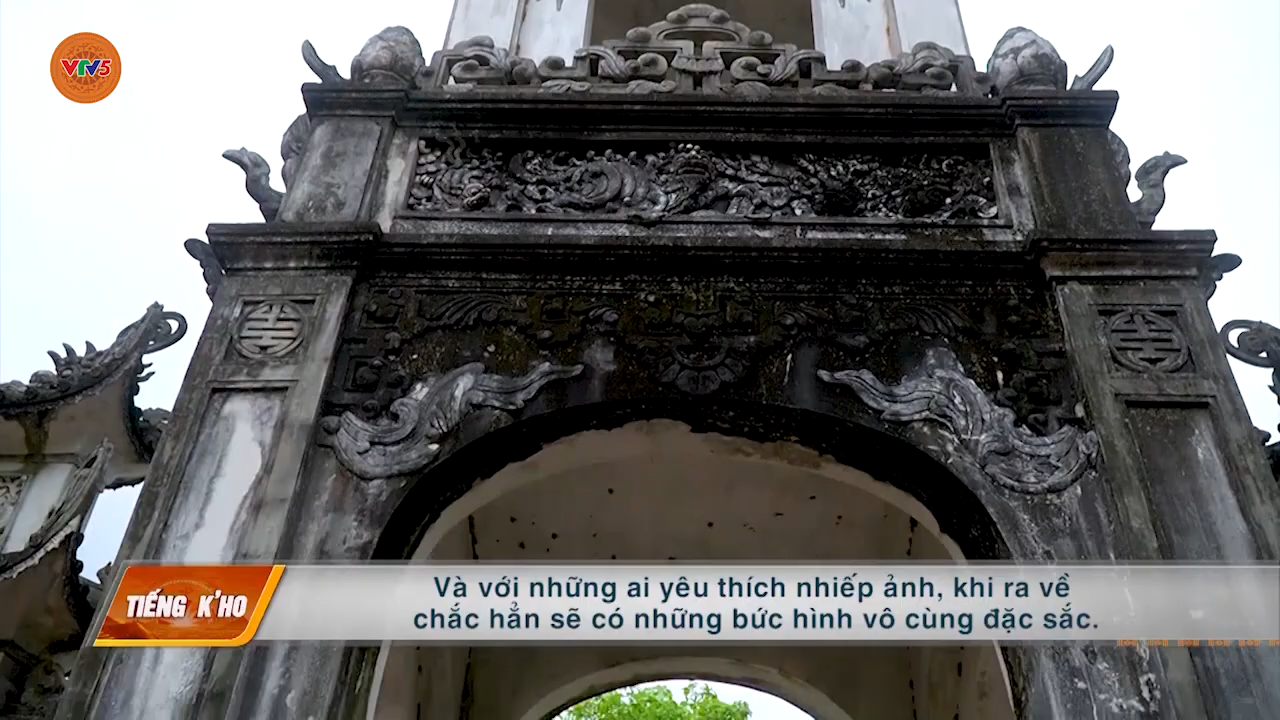 VTV5
TIẾNG K'HO
Và với những ai yêu thích nhiếp ảnh, khi ra về
chắc hẳn sẽ có những bức hình vô cùng đặc sắc.